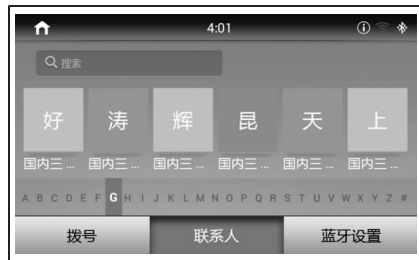 4:01
搜索
好 涛 辉 昆 天 上
国内三 ... 国内三 ... 国内三 ... 国内三 ... 国内三 ... 国内三 ...
A B C D E F G H I J K L M N O P Q R S T U V W X Y Z #
拨号 联系人 蓝牙设置